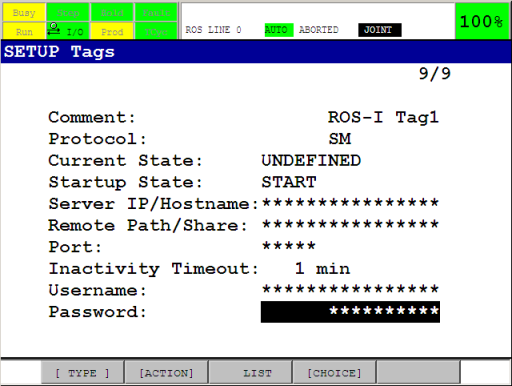 Busy Step Hold Fault
Run I/O Prod
ROS LINE 0 AUTO ABORTED JOINT
100%
SETUP Tags
9/9
Comment: ROS-I Tag1
Protocol: SM
Current State: UNDEFINED
Startup State: START
Server IP/Hostname:****************
Remote Path/Share: ****************
Port: *****
Inactivity Timeout: 1 min
Username: ****************
Password: **********
[ TYPE ] [ACTION] LIST [CHOICE]